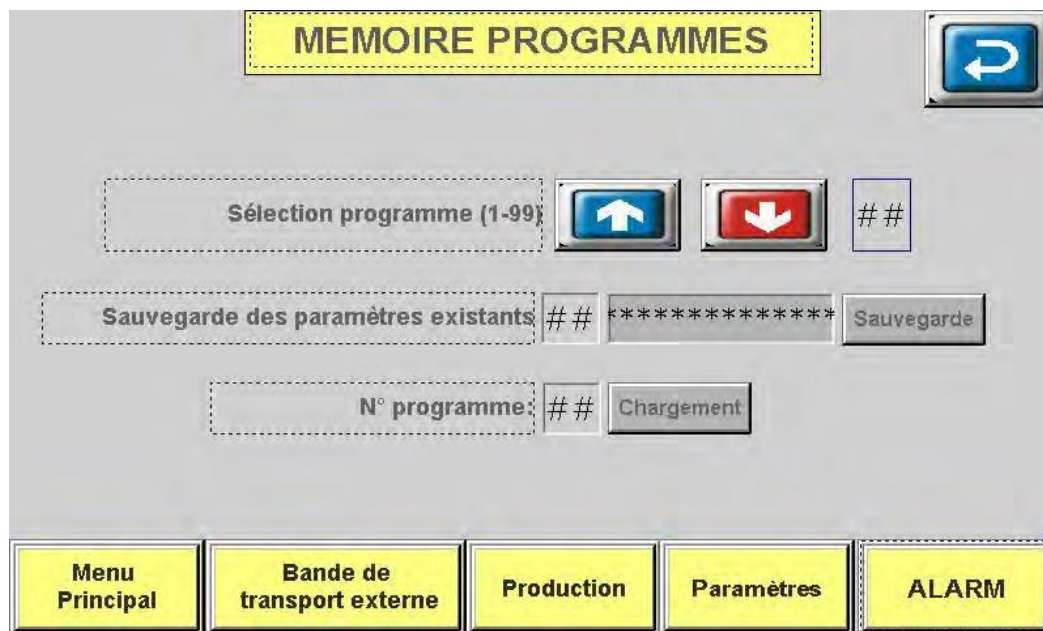 MEMOIRE PROGRAMMES
Sélection programme (1-99) ##
Sauvegarde des paramètres existants ## ************** Sauvegarde
N° programme: ## Chargement
Menu Principal
Bande de transport externe
Production
Paramètres
ALARM